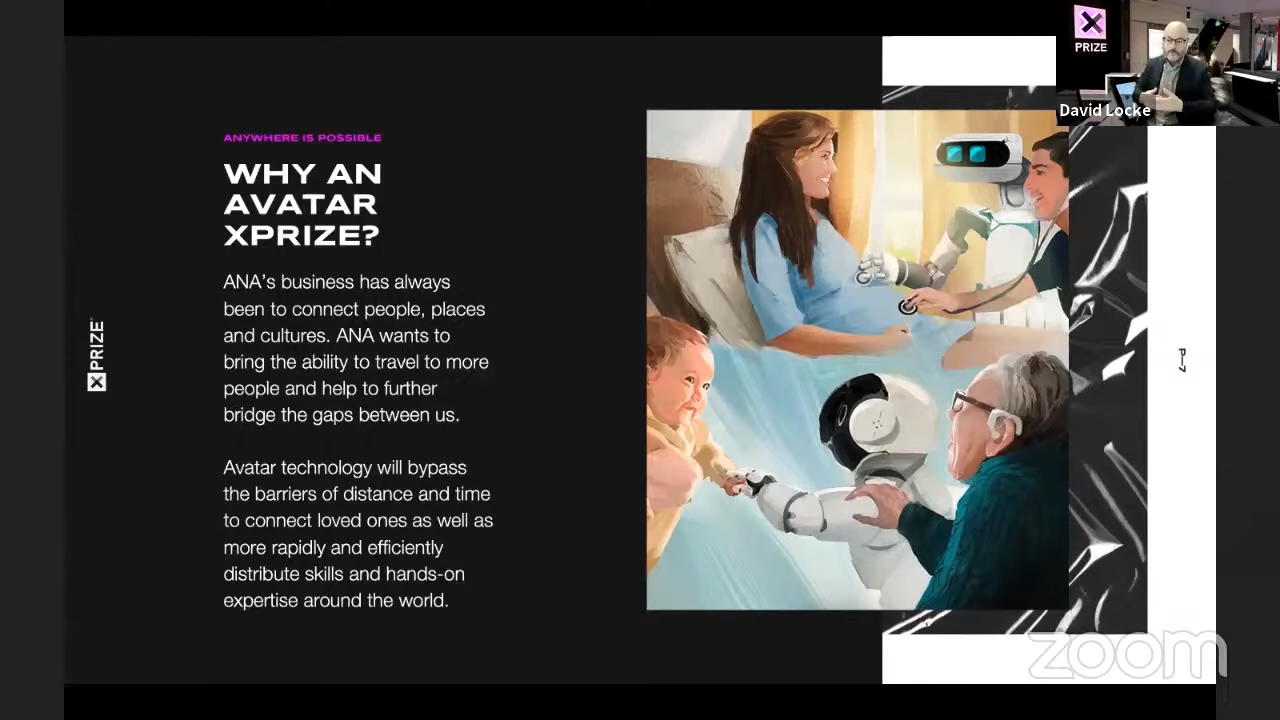 PRIZE
David Locke
ANYWHERE IS POSSIBLE
WHY AN
AVATAR
XPRIZE?
ANA's business has always
been to connect people, places
and cultures. ANA wants to
bring the ability to travel to more
people and help to further
bridge the gaps between us.
Avatar technology will bypass
the barriers of distance and time
to connect loved ones as well as
more rapidly and efficiently
distribute skills and hands-on
expertise around the world.
XPRIZE
P—7
zoom